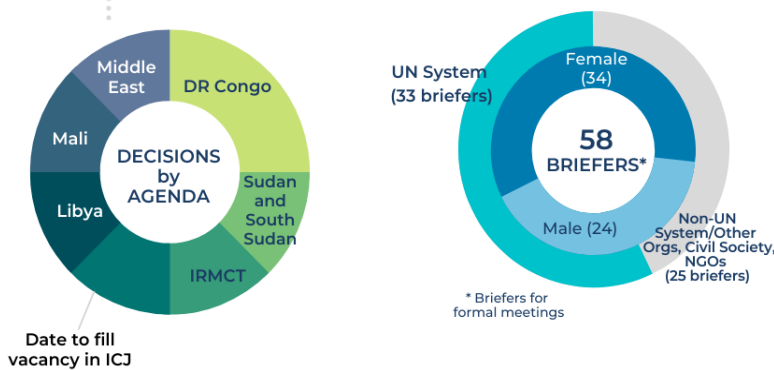 Middle
East
DR Congo
Mali
DECISIONS
by
AGENDA
Libya
Sudan
and
South
Sudan
IRMCT
Date to fill
vacancy in ICJ
UN System
(33 briefers)
Female
(34)
58
BRIEFERS*
Male (24)
Non-UN
System/Other
Orgs, Civil Society,
NGOs
(25 briefers)
* Briefers for
formal meetings